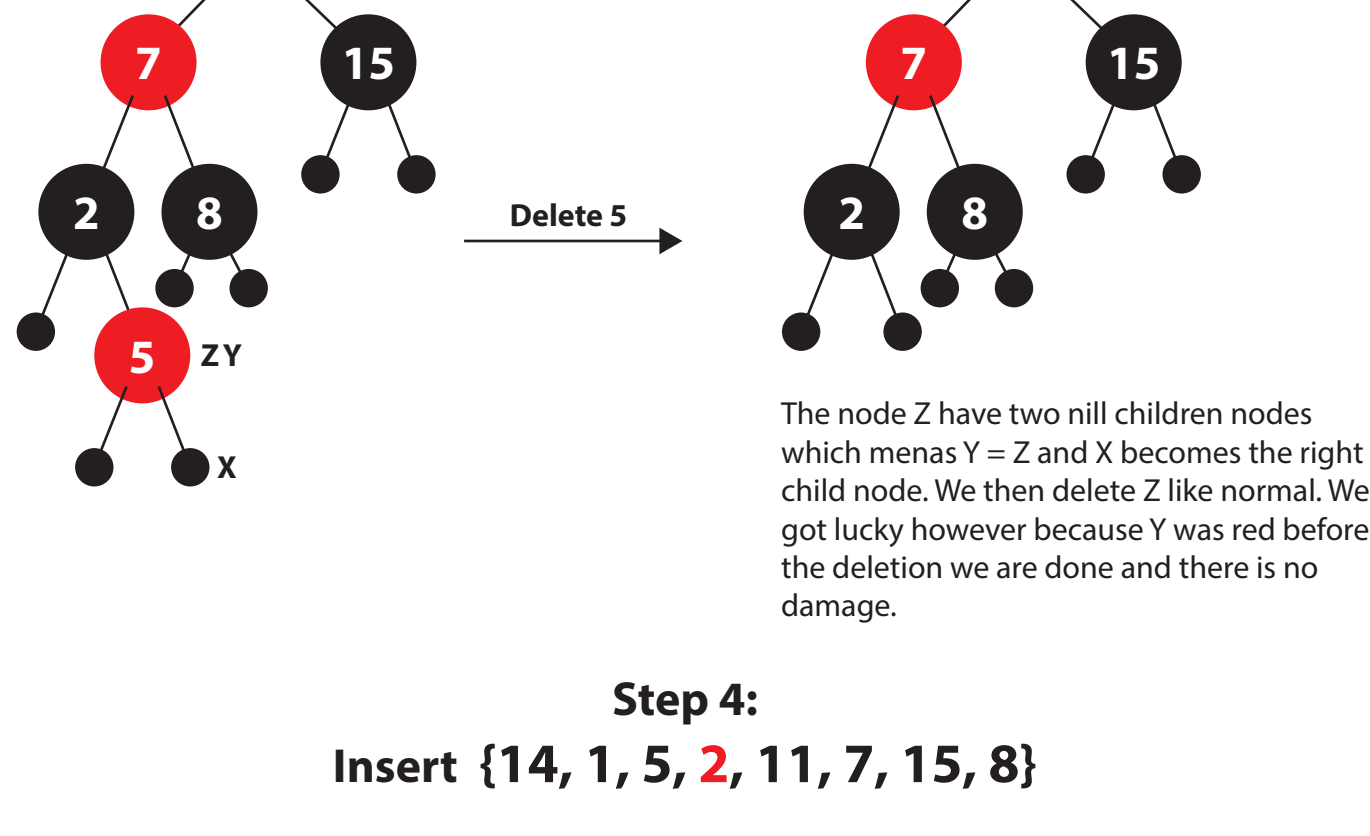 7 15 7 15
2 8 Delete 5 2 8
5 Z Y
X
The node Z have two nill children nodes
which menas Y = Z and X becomes the right
child node. We then delete Z like normal. We
got lucky however because Y was red before
the deletion we are done and there is no
damage.
Step 4:
Insert {14, 1, 5, 2, 11, 7, 15, 8}